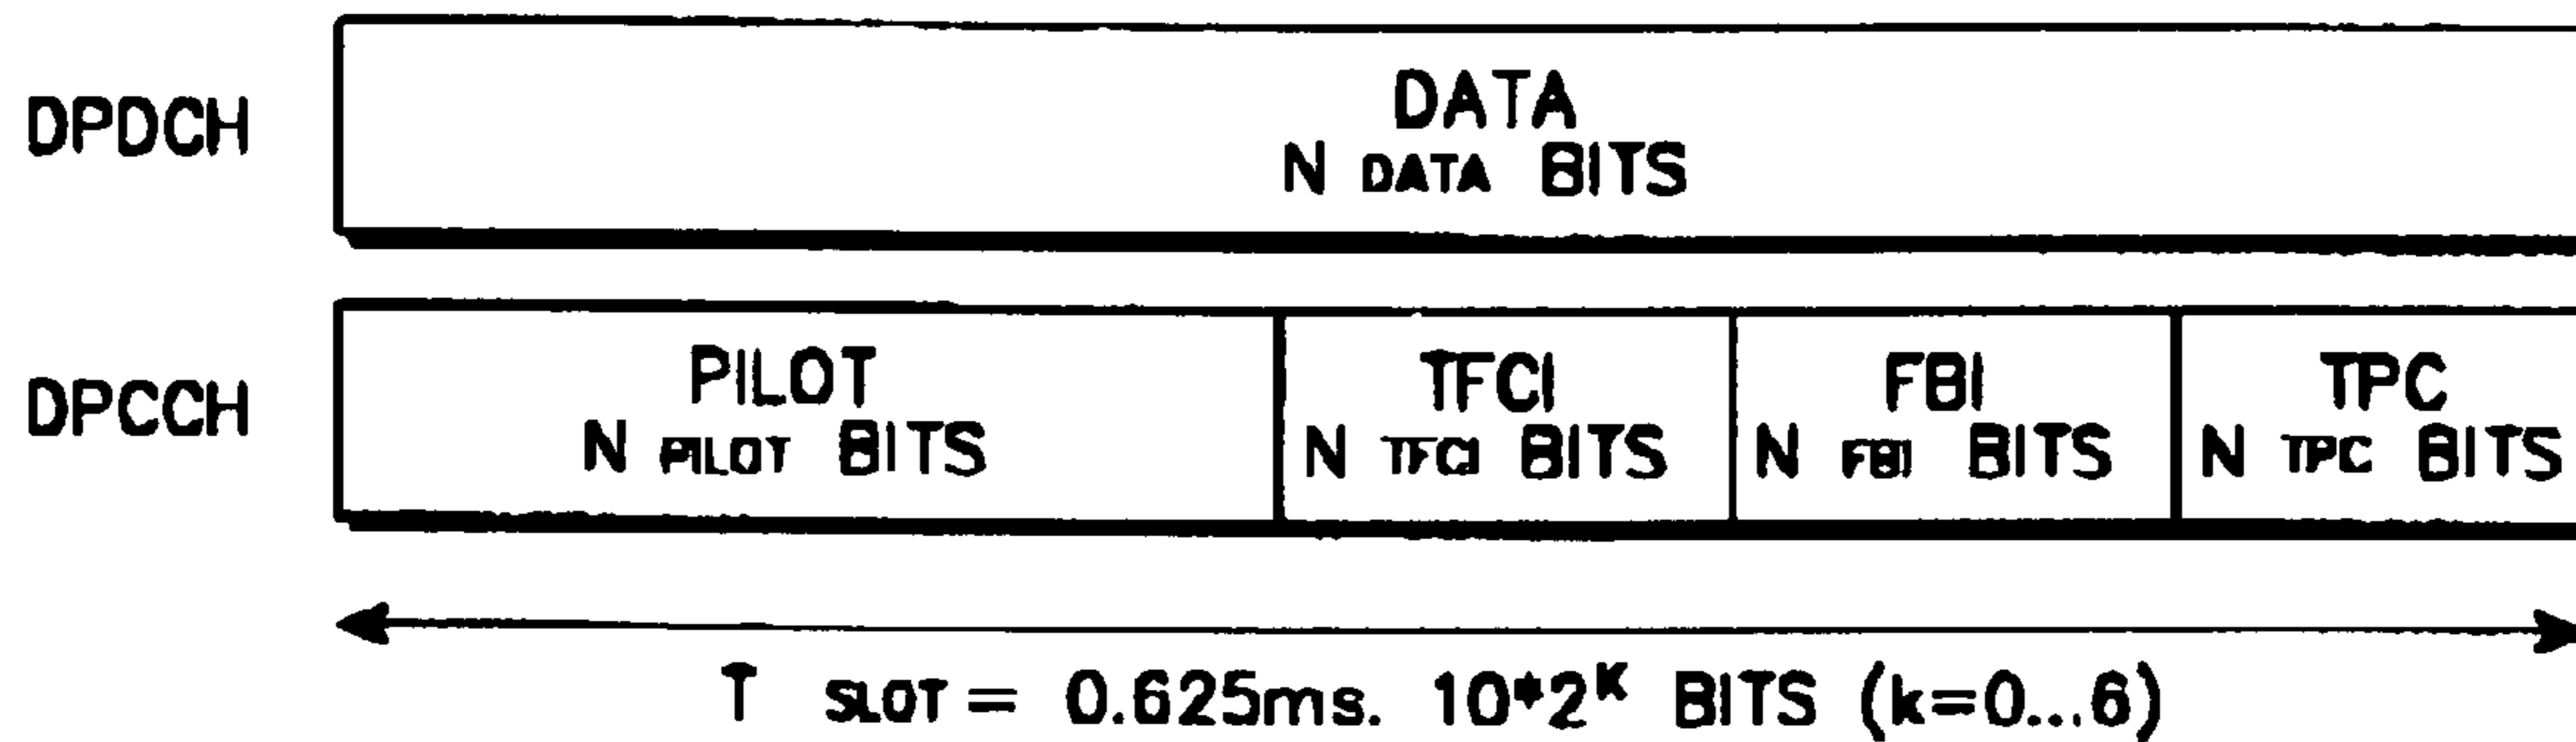 DPDCH
DATA
N DATA BITS
DPCCH
PILOT
N PILOT BITS
TFCI
N TFCI BITS
FBI
N FBI BITS
TPC
N TPC BITS
T SLOT = 0.625ms. 10*2^K BITS (k=0...6)